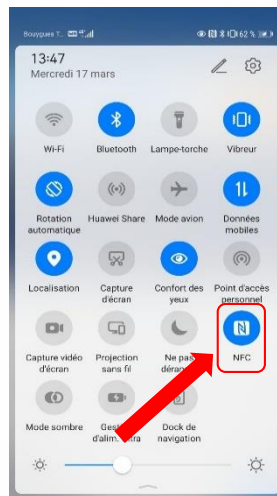 Bouygues T... 62 %
13:47
Mercredi 17 mars
Wi-Fi Bluetooth Lampe-torche Vibreur
Rotation automatique Huawei Share Mode avion Données mobiles
Localisation Capture d'écran Confort des yeux Point d'accès personnel
Capture vidéo d'écran Projection sans fil Ne pas NFC
Mode sombre Dock de navigation